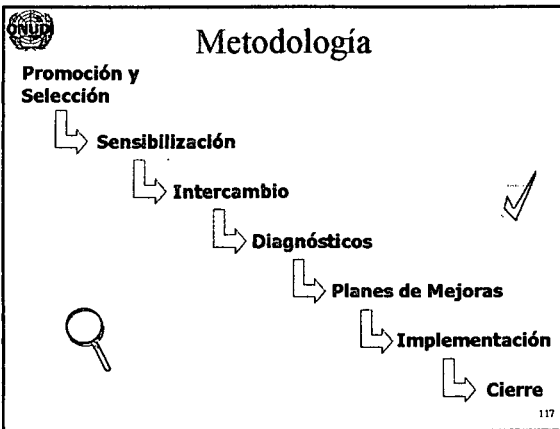 ONUDI
Metodología
Promoción y
Selección
Sensibilización
Intercambio
Diagnósticos
Planes de Mejoras
Implementación
Cierre
117